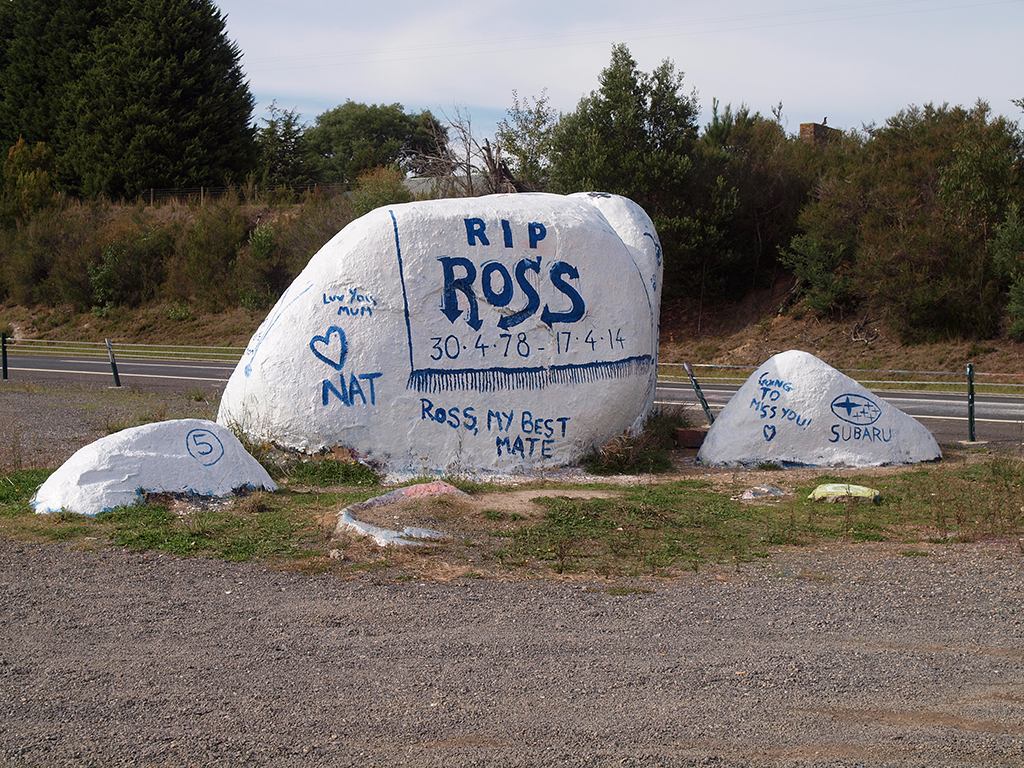 RIP
ROSS
30·4·78 - 17·4·14
LUV YOUS
MUM
NAT
ROSS, MY BEST
MATE
5
GOING
TO
MISS YOU!
SUBARU